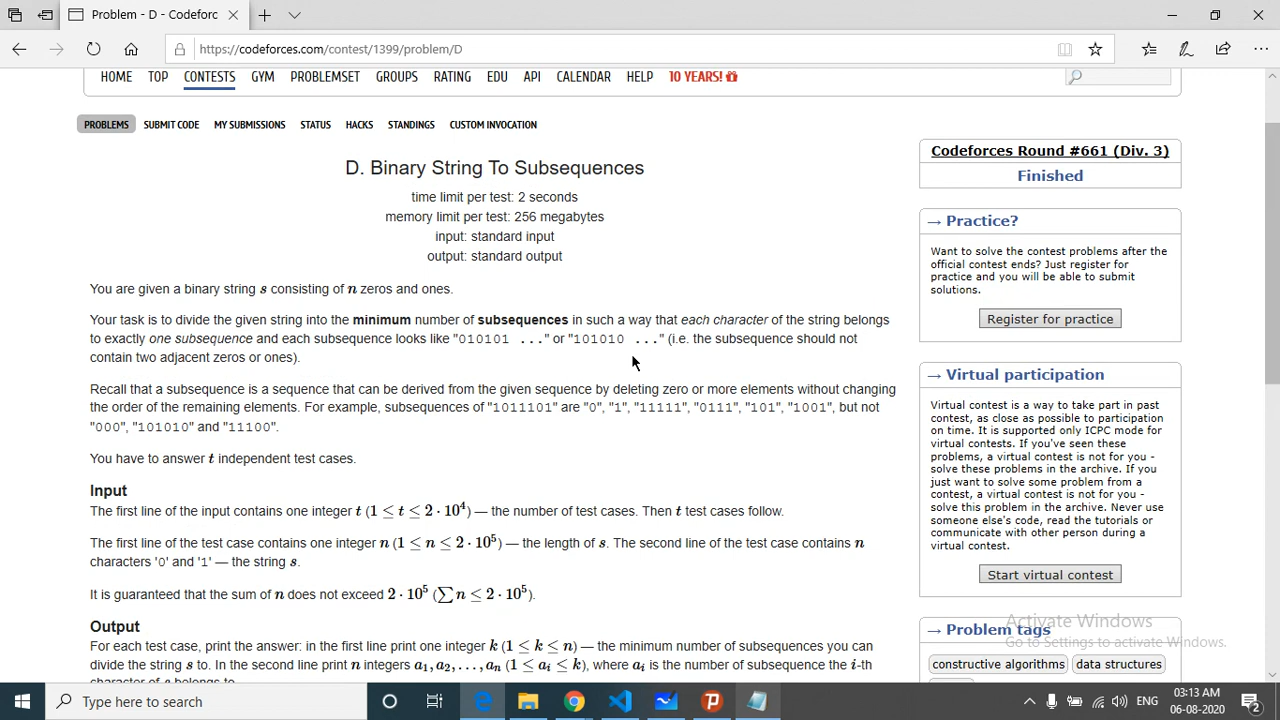 Problem - D - Codeforc
https://codeforces.com/contest/1399/problem/D
HOME TOP CONTESTS GYM PROBLEMSET GROUPS RATING EDU API CALENDAR HELP 10 YEARS!
PROBLEMS SUBMIT CODE MY SUBMISSIONS STATUS HACKS STANDINGS CUSTOM INVOCATION
D. Binary String To Subsequences
time limit per test: 2 seconds
memory limit per test: 256 megabytes
input: standard input
output: standard output
You are given a binary string s consisting of n zeros and ones.
Your task is to divide the given string into the minimum number of subsequences in such a way that each character of the string belongs
to exactly one subsequence and each subsequence looks like "010101 ..." or "101010 ..." (i.e. the subsequence should not
contain two adjacent zeros or ones).
Recall that a subsequence is a sequence that can be derived from the given sequence by deleting zero or more elements without changing
the order of the remaining elements. For example, subsequences of "1011101" are "0", "1", "11111", "0111", "101", "1001", but not
"000", "101010" and "11100".
You have to answer t independent test cases.
Input
The first line of the input contains one integer t (1 ≤ t ≤ 2 · 10⁴) — the number of test cases. Then t test cases follow.
The first line of the test case contains one integer n (1 ≤ n ≤ 2 · 10⁵) — the length of s. The second line of the test case contains n
characters '0' and '1' — the string s.
It is guaranteed that the sum of n does not exceed 2 · 10⁵ (∑ n ≤ 2 · 10⁵).
Output
For each test case, print the answer: in the first line print one integer k (1 ≤ k ≤ n) — the minimum number of subsequences you can
divide the string s to. In the second line print n integers a₁, a₂, …, aₙ (1 ≤ aᵢ ≤ k), where aᵢ is the number of subsequence the i-th
character of s belongs to.
Codeforces Round #661 (Div. 3)
Finished
→ Practice?
Want to solve the contest problems after the
official contest ends? Just register for
practice and you will be able to submit
solutions.
Register for practice
→ Virtual participation
Virtual contest is a way to take part in past
contest, as close as possible to participation
on time. It is supported only ICPC mode for
virtual contests. If you've seen these
problems, a virtual contest is not for you -
solve these problems in the archive. If you
just want to solve some problem from a
contest, a virtual contest is not for you -
solve this problem in the archive. Never use
someone else's code, read the tutorials or
communicate with other person during a
virtual contest.
Start virtual contest
→ Problem tags
constructive algorithms data structures
Activate Windows
Go to Settings to activate Windows.
Type here to search
ENG
03:13 AM
06-08-2020
2